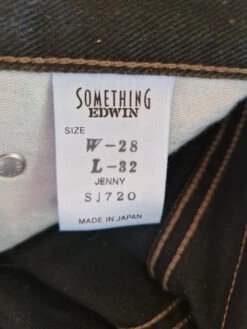 SOMETHING
EDWIN
SIZE
W-28
L-32
JENNY
SJ720
MADE IN JAPAN